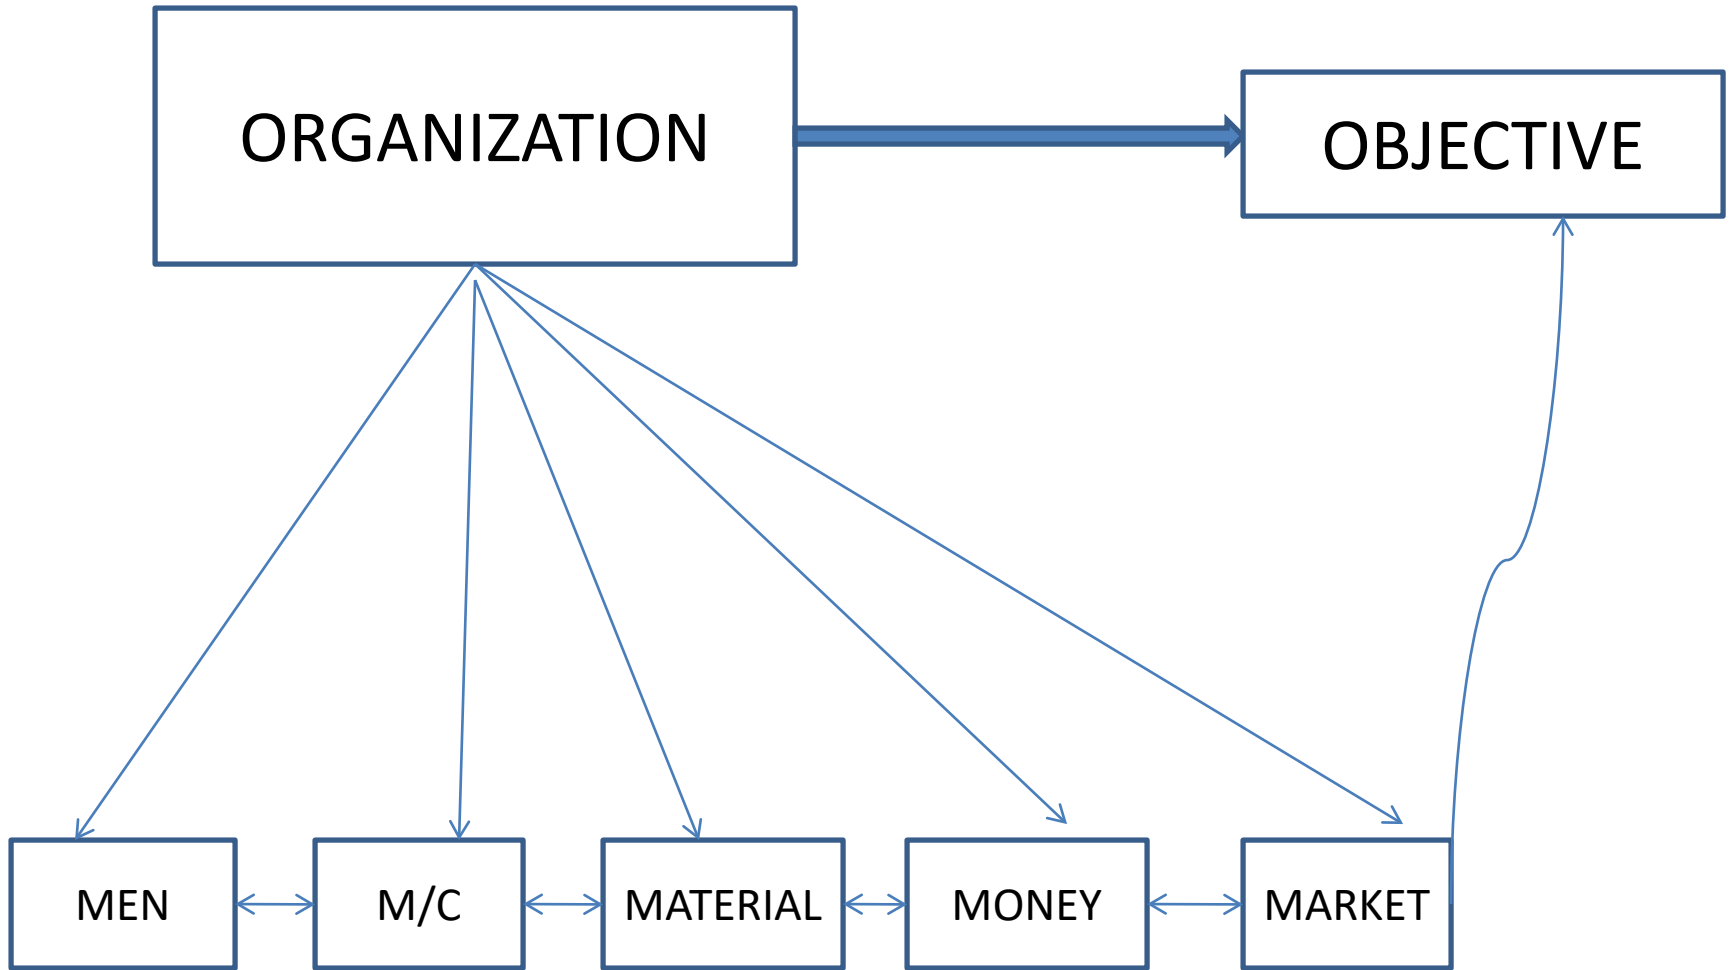 ORGANIZATION
OBJECTIVE
MEN
M/C
MATERIAL
MONEY
MARKET